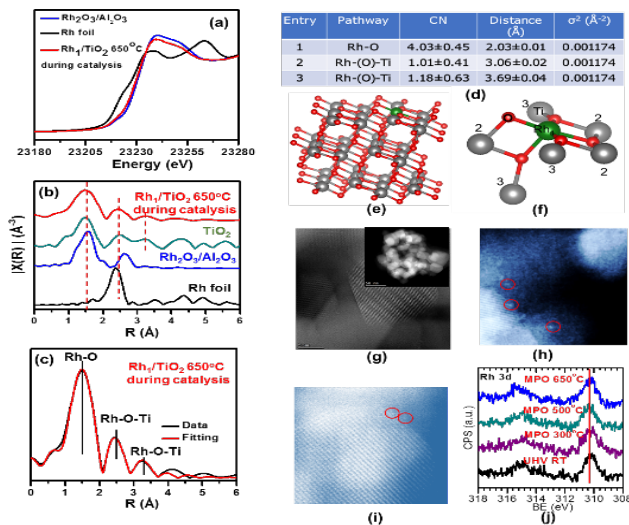 (a)
Rh2O3/Al2O3
Rh foil
Rh1/TiO2 650°C
during catalysis
23180 23205 23230 23255 23280
Energy (eV)
Entry Pathway CN Distance (Å) σ² (Å-2)
1 Rh-O 4.03±0.45 2.03±0.01 0.001174
2 Rh-(O)-Ti 1.01±0.41 3.06±0.02 0.001174
3 Rh-(O)-Ti 1.18±0.63 3.69±0.04 0.001174
(d)
(e)
3
Ti
2
Rh
2
3
2
3
(f)
(b)
Rh1/TiO2 650°C
during catalysis
TiO2
Rh2O3/Al2O3
Rh foil
|X(R)| (Å-3)
0 1 2 3 4 5 6
R (Å)
(g)
(h)
(c)
Rh-O
Rh1/TiO2 650°C
during catalysis
Rh-O-Ti
Rh-O-Ti
Data
Fitting
0 1 2 3 4 5 6
R (Å)
(i)
Rh 3d
MPO 650°C
MPO 500°C
MPO 300°C
UHV RT
CPS (a.u.)
318 316 314 312 310 308
BE (eV)
(j)